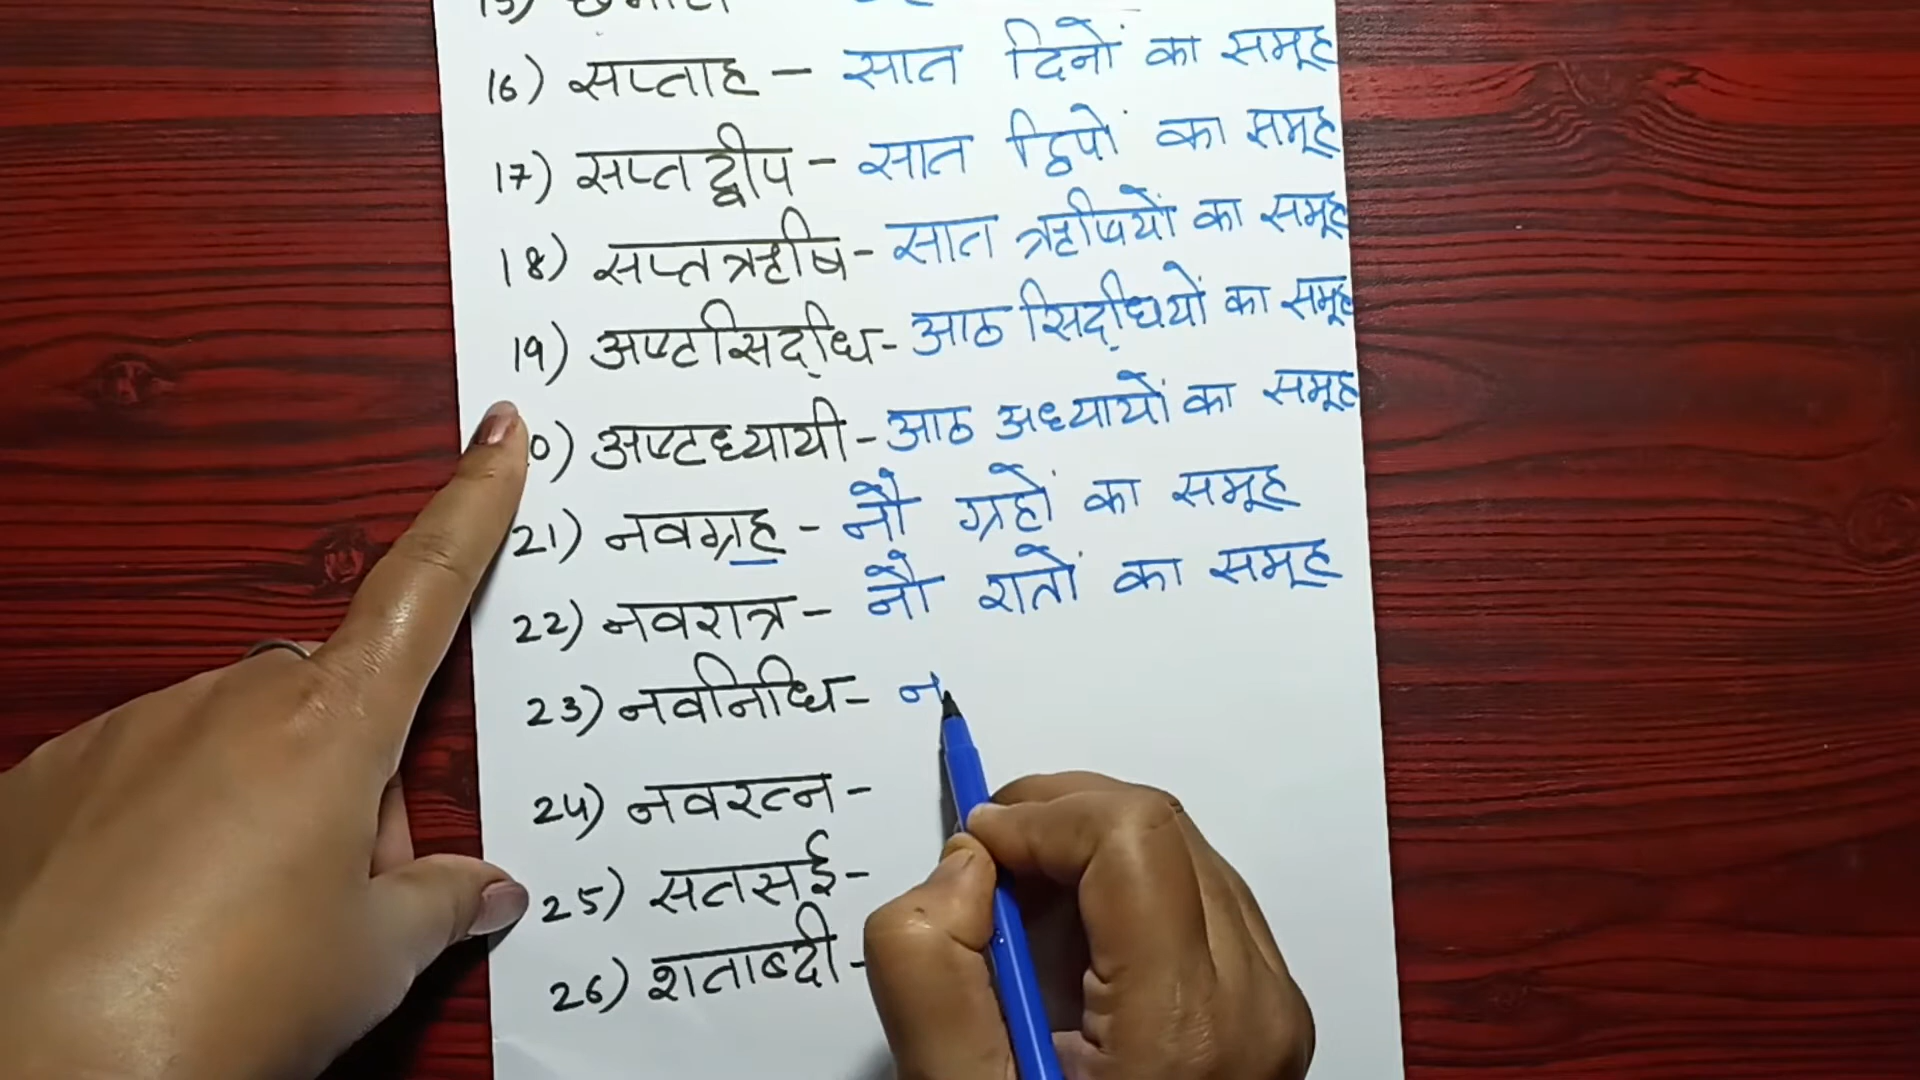 16) सप्ताह - सात दिनों का समूह
17) सप्तद्वीप - सात द्विपों का समूह
18) सप्तऋषि - सात ऋषियों का समूह
19) अष्टसिद्धि - आठ सिद्धियों का समूह
0) अष्टध्यायी - आठ अध्यायों का समूह
21) नवग्रह - नौ ग्रहों का समूह
22) नवरात्र - नौ रातों का समूह
23) नवनिधि - न
24) नवरत्न -
25) सतसई -
26) शताब्दी -